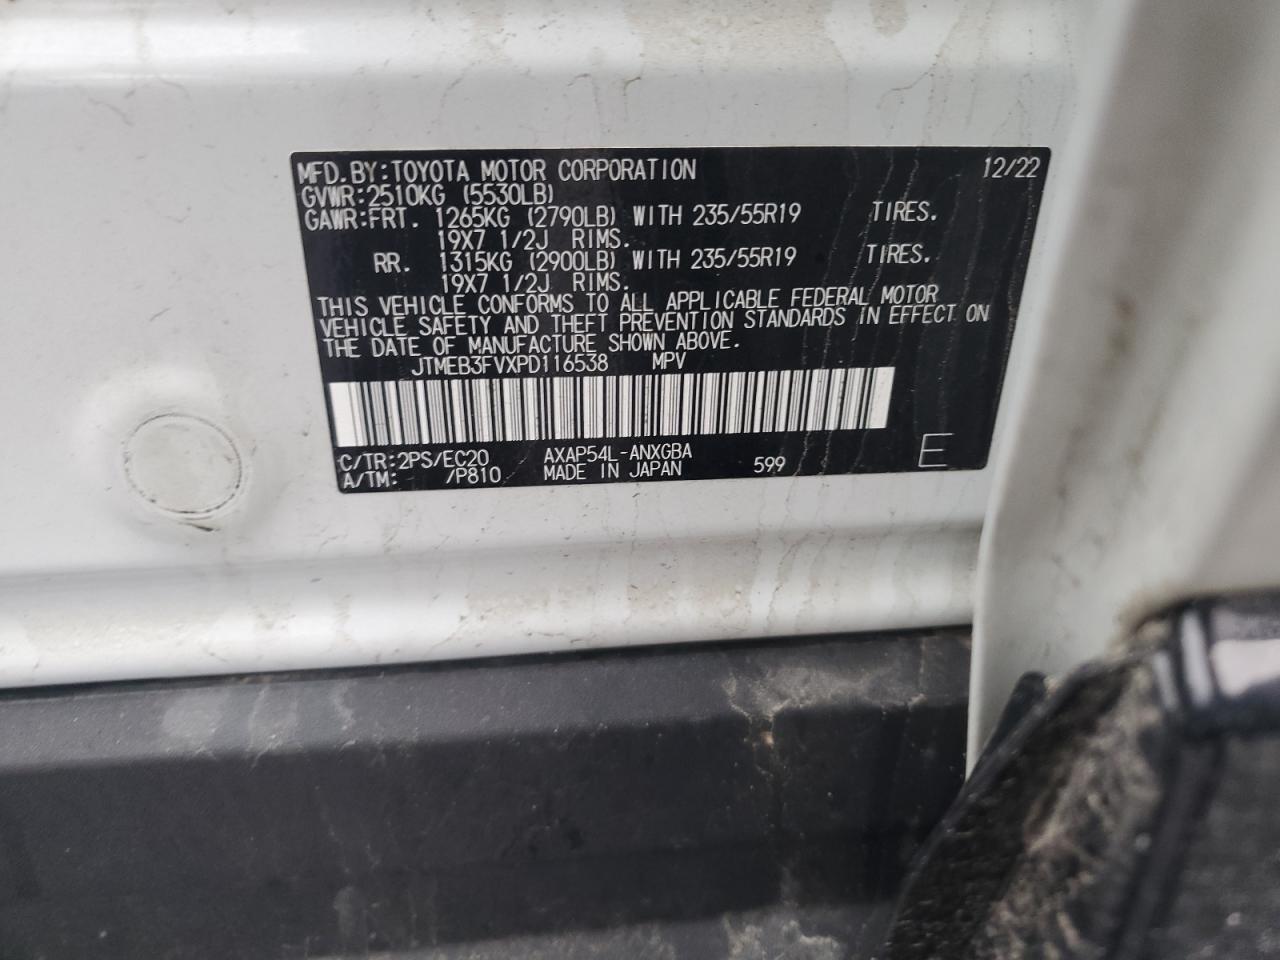 MFD.BY:TOYOTA MOTOR CORPORATION 12/22
GVWR:2510KG (5530LB)
GAWR:FRT. 1265KG (2790LB) WITH 235/55R19 TIRES.
19X7 1/2J RIMS.
RR. 1315KG (2900LB) WITH 235/55R19 TIRES.
19X7 1/2J RIMS.
THIS VEHICLE CONFORMS TO ALL APPLICABLE FEDERAL MOTOR
VEHICLE SAFETY AND THEFT PREVENTION STANDARDS IN EFFECT ON
THE DATE OF MANUFACTURE SHOWN ABOVE.
JTMEB3FVXPD116538 MPV
C/TR:2PS/EC20 AXAP54L-ANXGBA
A/TM: /P810 MADE IN JAPAN 599 E